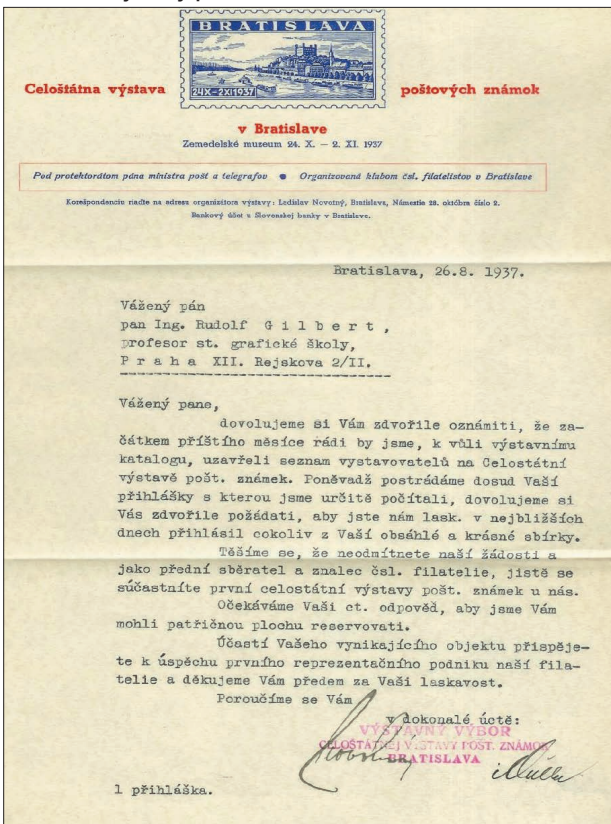 BRATISLAVA
24X-2XI1937
Celoštátna výstava poštových známok
v Bratislave
Zemedelské muzeum 24. X. – 2. XI. 1937
Pod protektorátom pána ministra pošt a telegrafov ● Organizovaná klubom čsl. filatelistov v Bratislave
Korešpondenciu riaďte na adresu organizátora výstavy: Ladislav Novotný, Bratislava, Námestie 28. októbra číslo 2.
Bankový účet u Slovenskej banky v Bratislave.
Bratislava, 26.8. 1937.
Vážený pán
pan Ing. Rudolf G i l b e r t ,
profesor st. grafické školy,
P r a h a XII. Rejskova 2/II.
Vážený pane,
dovolujeme si Vám zdvořile oznámiti, že za-
čátkem příštího měsíce rádi by jsme, k vůli výstavnímu
katalogu, uzavřeli seznam vystavovatelů na Celostátní
výstavě pošt. známek. Poněvadž postrádáme dosud Vaší
přihlášky s kterou jsme určitě počítali, dovolujeme si
Vás zdvořile požádati, aby jste nám lask. v nejbližších
dnech přihlásil cokoliv z Vaší obsáhlé a krásné sbírky.
Těšíme se, že neodmítnete naší žádosti a
jako přední sběratel a znalec čsl. filatelie, jistě se
súčastníte první celostátní výstavy pošt. známek u nás.
Očekáváme Vaši ct. odpověd, aby jsme Vám
mohli patřičnou plochu reservovati.
Účastí Vašeho vynikajícího objektu přispěje-
te k úspěchu prvního reprezentačního podniku naší fila-
telie a děkujeme Vám předem za Vaši laskavost.
Poroučíme se Vám
v dokonalé úctě:
VÝSTAVNÝ VÝBOR
CELOŠTÁTNEJ VÝSTAVY POŠT. ZNÁMOK
BRATISLAVA
1 přihláška.